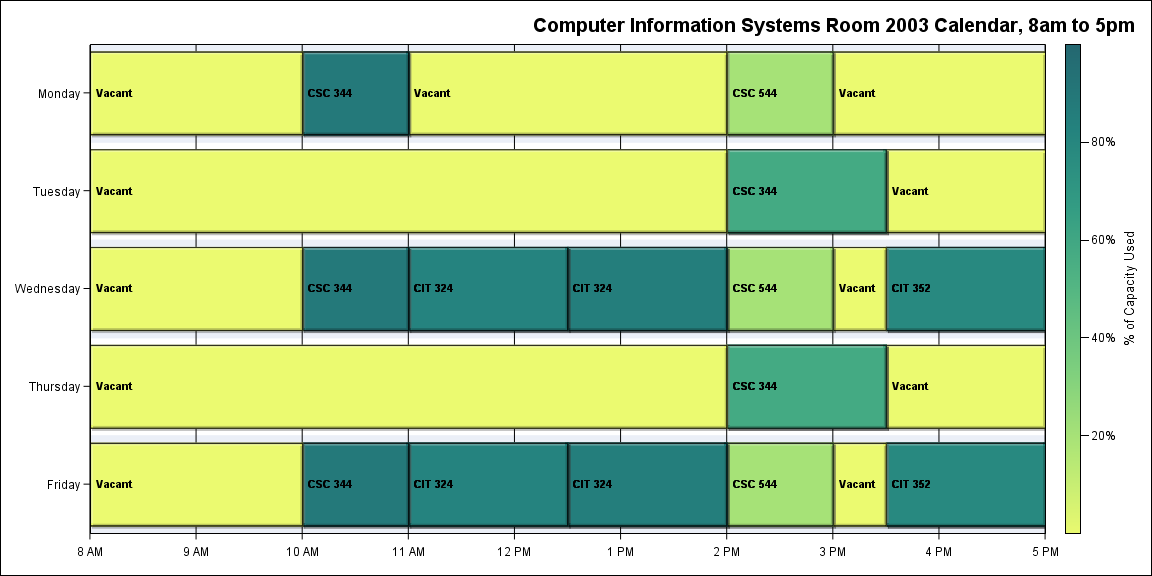 Computer Information Systems Room 2003 Calendar, 8am to 5pm
Monday
Vacant
CSC 344
Vacant
CSC 544
Vacant
Tuesday
Vacant
CSC 344
Vacant
Wednesday
Vacant
CSC 344
CIT 324
CIT 324
CSC 544
Vacant
CIT 352
Thursday
Vacant
CSC 344
Vacant
Friday
Vacant
CSC 344
CIT 324
CIT 324
CSC 544
Vacant
CIT 352
8 AM
9 AM
10 AM
11 AM
12 PM
1 PM
2 PM
3 PM
4 PM
5 PM
80%
60%
40%
20%
% of Capacity Used